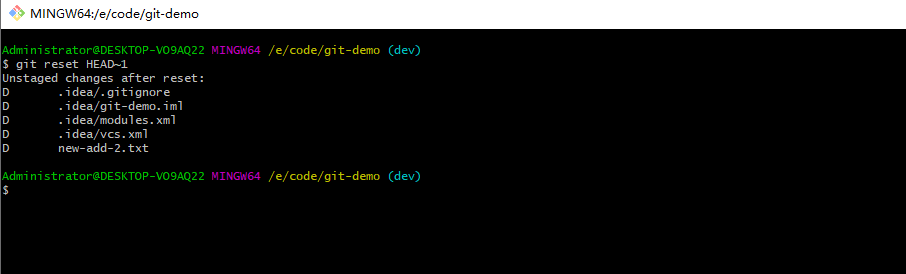 MINGW64:/e/code/git-demo
Administrator@DESKTOP-VO9AQ22 MINGW64 /e/code/git-demo (dev)
$ git reset HEAD~1
Unstaged changes after reset:
D       .idea/.gitignore
D       .idea/git-demo.iml
D       .idea/modules.xml
D       .idea/vcs.xml
D       new-add-2.txt
Administrator@DESKTOP-VO9AQ22 MINGW64 /e/code/git-demo (dev)
$